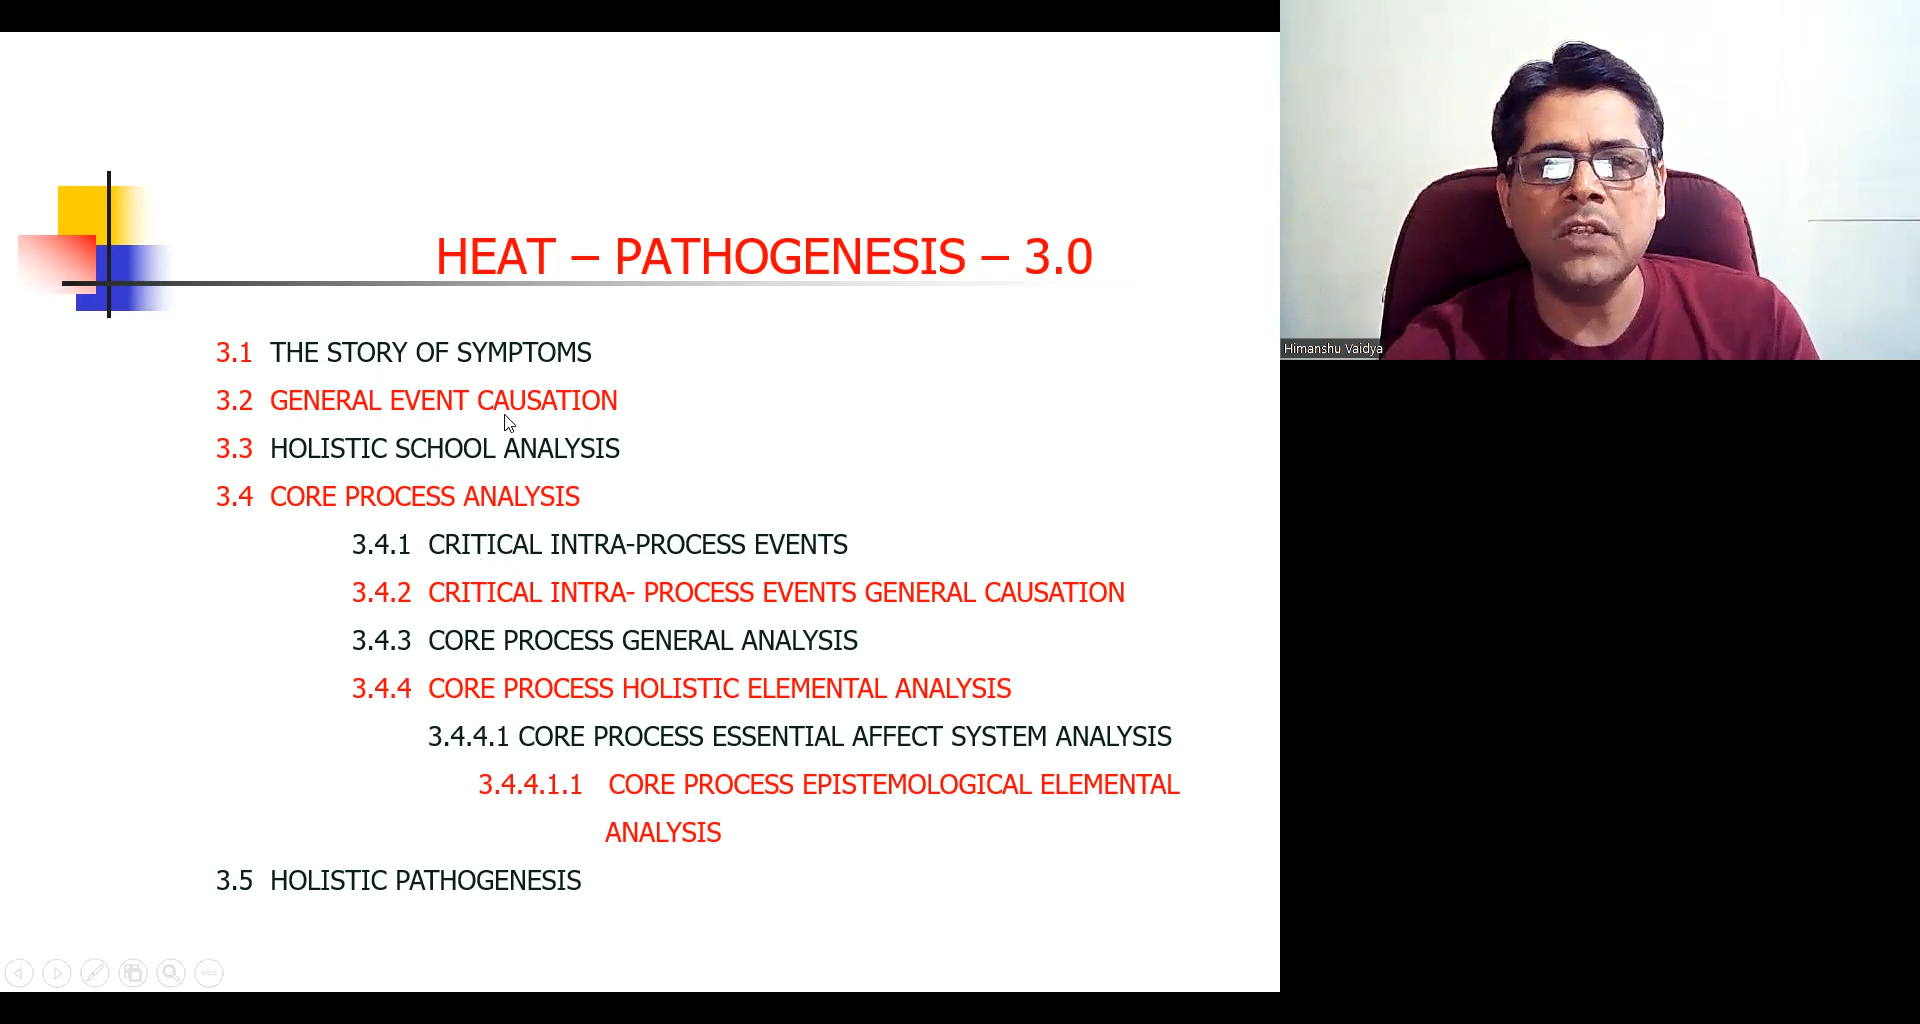 HEAT – PATHOGENESIS – 3.0
3.1 THE STORY OF SYMPTOMS
3.2 GENERAL EVENT CAUSATION
3.3 HOLISTIC SCHOOL ANALYSIS
3.4 CORE PROCESS ANALYSIS
3.4.1 CRITICAL INTRA-PROCESS EVENTS
3.4.2 CRITICAL INTRA- PROCESS EVENTS GENERAL CAUSATION
3.4.3 CORE PROCESS GENERAL ANALYSIS
3.4.4 CORE PROCESS HOLISTIC ELEMENTAL ANALYSIS
3.4.4.1 CORE PROCESS ESSENTIAL AFFECT SYSTEM ANALYSIS
3.4.4.1.1 CORE PROCESS EPISTEMOLOGICAL ELEMENTAL
ANALYSIS
3.5 HOLISTIC PATHOGENESIS
Himanshu Vaidya